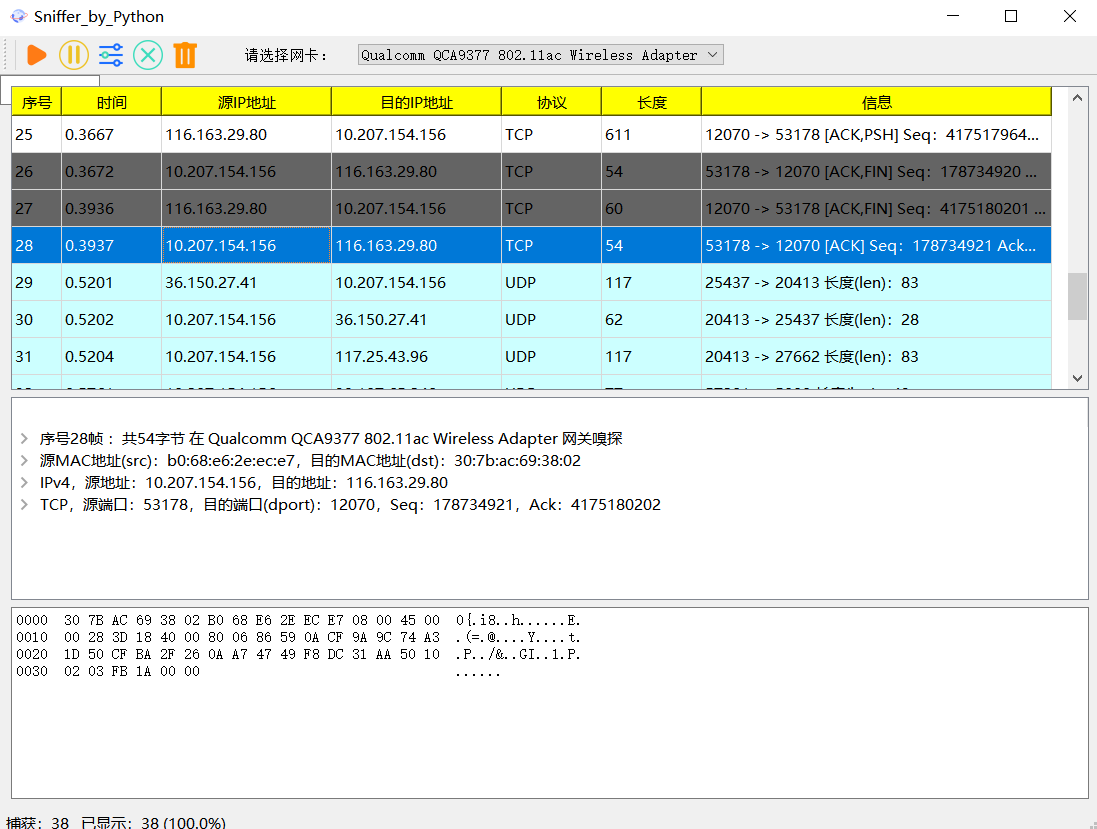 Sniffer_by_Python
请选择网卡： Qualcomm QCA9377 802.11ac Wireless Adapter
序号 时间 源IP地址 目的IP地址 协议 长度 信息
25 0.3667 116.163.29.80 10.207.154.156 TCP 611 12070 -> 53178 [ACK,PSH] Seq：417517964...
26 0.3672 10.207.154.156 116.163.29.80 TCP 54 53178 -> 12070 [ACK,FIN] Seq：178734920 ...
27 0.3936 116.163.29.80 10.207.154.156 TCP 60 12070 -> 53178 [ACK,FIN] Seq：4175180201 ...
28 0.3937 10.207.154.156 116.163.29.80 TCP 54 53178 -> 12070 [ACK] Seq：178734921 Ack...
29 0.5201 36.150.27.41 10.207.154.156 UDP 117 25437 -> 20413 长度(len)：83
30 0.5202 10.207.154.156 36.150.27.41 UDP 62 20413 -> 25437 长度(len)：28
31 0.5204 10.207.154.156 117.25.43.96 UDP 117 20413 -> 27662 长度(len)：83
序号28帧 ：共54字节 在 Qualcomm QCA9377 802.11ac Wireless Adapter 网关嗅探
源MAC地址(src)：b0:68:e6:2e:ec:e7，目的MAC地址(dst)：30:7b:ac:69:38:02
IPv4，源地址：10.207.154.156，目的地址：116.163.29.80
TCP，源端口：53178，目的端口(dport)：12070，Seq：178734921，Ack：4175180202
0000 30 7B AC 69 38 02 B0 68 E6 2E EC E7 08 00 45 00 0{.i8..h......E.
0010 00 28 3D 18 40 00 80 06 86 59 0A CF 9A 9C 74 A3 .(=.@....Y....t.
0020 1D 50 CF BA 2F 26 0A A7 47 49 F8 DC 31 AA 50 10 .P../&..GI..1.P.
0030 02 03 FB 1A 00 00 ......
捕获：38 已显示：38 (100.0%)